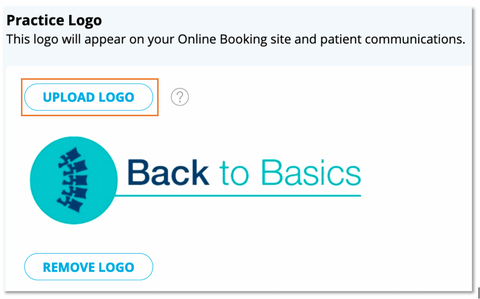 Practice Logo
This logo will appear on your Online Booking site and patient communications.
UPLOAD LOGO ?
Back to Basics
REMOVE LOGO